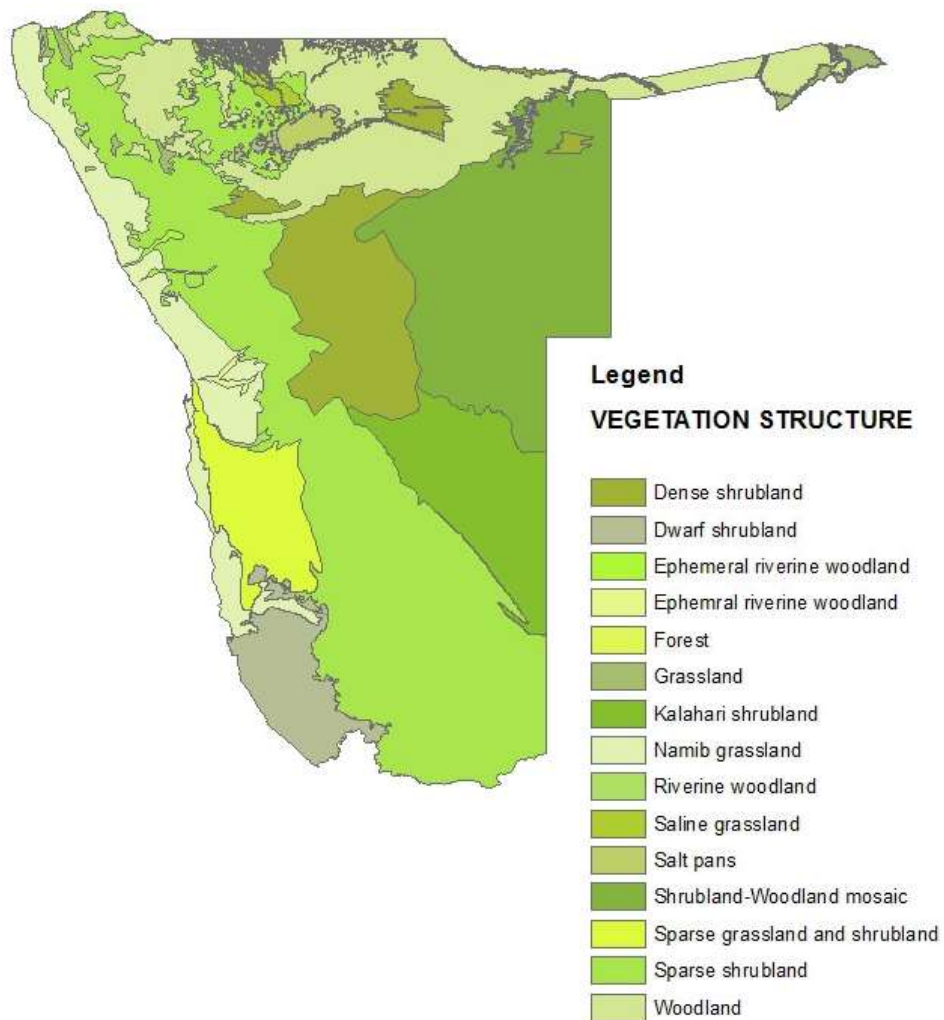 Legend
VEGETATION STRUCTURE
Dense shrubland
Dwarf shrubland
Ephemeral riverine woodland
Ephemral riverine woodland
Forest
Grassland
Kalahari shrubland
Namib grassland
Riverine woodland
Saline grassland
Salt pans
Shrubland-Woodland mosaic
Sparse grassland and shrubland
Sparse shrubland
Woodland